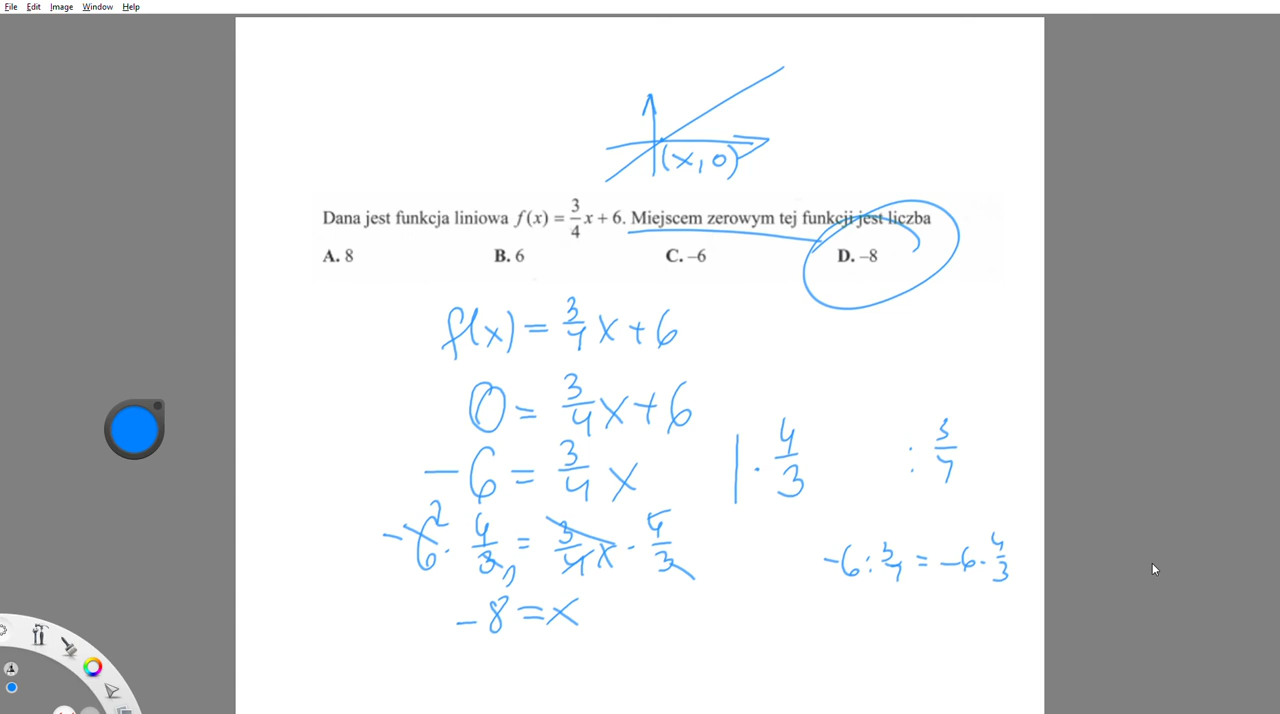 File Edit Image Window Help
(x, 0)
Dana jest funkcja liniowa f(x) = 3/4 x + 6. Miejscem zerowym tej funkcji jest liczba
A. 8 B. 6 C. –6 D. –8
f(x) = 3/4 x + 6
0 = 3/4 x + 6
-6 = 3/4 x | · 4/3 : 3/4
-6² · 4/3₁ = 3/4 x · 4/3
-6 : 3/4 = -6 · 4/3
-8 = x